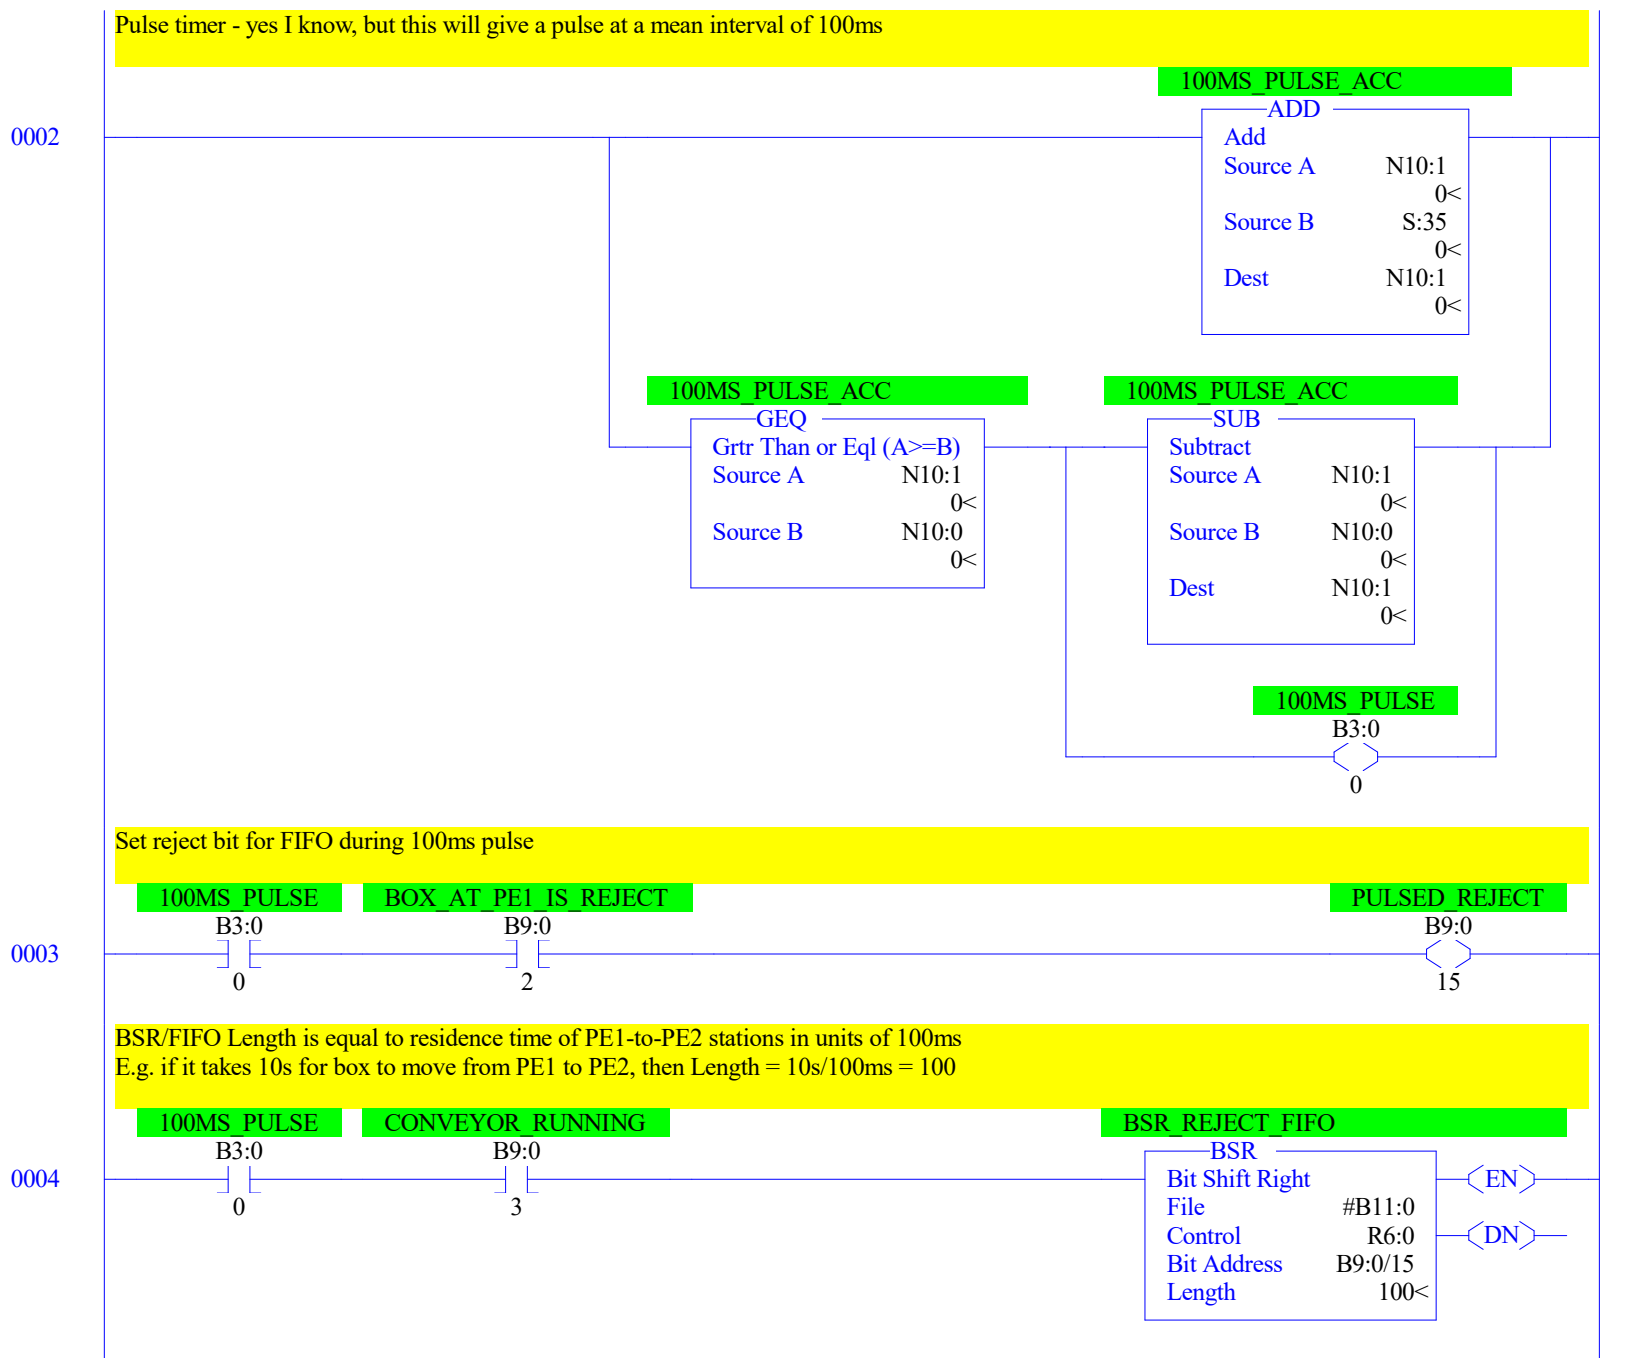 Pulse timer - yes I know, but this will give a pulse at a mean interval of 100ms
100MS_PULSE_ACC
ADD
0002
Add
Source A N10:1
0<
Source B S:35
0<
Dest N10:1
0<
100MS_PULSE_ACC 100MS_PULSE_ACC
GEQ SUB
Grtr Than or Eql (A>=B) Subtract
Source A N10:1 Source A N10:1
0< 0<
Source B N10:0 Source B N10:0
0< 0<
Dest N10:1
0<
100MS_PULSE
B3:0
0
Set reject bit for FIFO during 100ms pulse
100MS_PULSE BOX_AT_PE1_IS_REJECT PULSED_REJECT
B3:0 B9:0 B9:0
0003
0 2 15
BSR/FIFO Length is equal to residence time of PE1-to-PE2 stations in units of 100ms
E.g. if it takes 10s for box to move from PE1 to PE2, then Length = 10s/100ms = 100
100MS_PULSE CONVEYOR_RUNNING BSR_REJECT_FIFO
B3:0 B9:0 BSR
0004 Bit Shift Right EN
0 3 File #B11:0
Control R6:0 DN
Bit Address B9:0/15
Length 100<